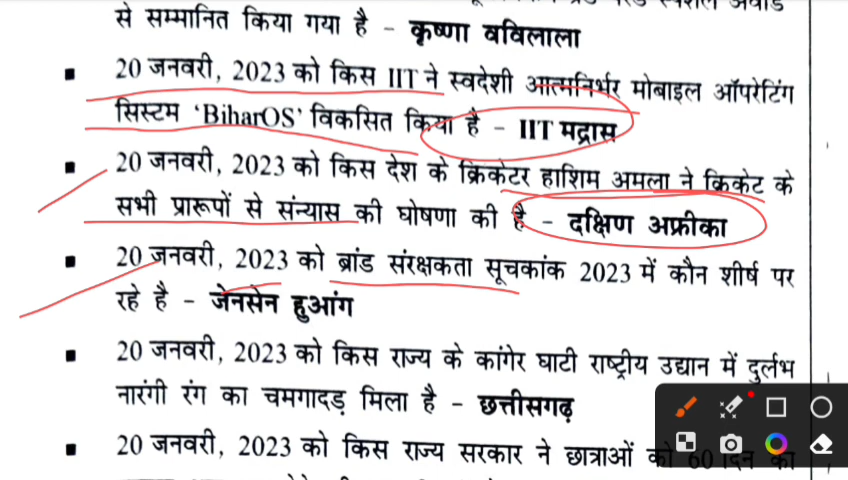 से सम्मानित किया गया है - कृष्णा वविलाला
▪ 20 जनवरी, 2023 को किस IIT ने स्वदेशी आत्मनिर्भर मोबाइल ऑपरेटिंग
सिस्टम 'BiharOS' विकसित किया है - IIT मद्रास
▪ 20 जनवरी, 2023 को किस देश के क्रिकेटर हाशिम अमला ने क्रिकेट के
सभी प्रारूपों से संन्यास की घोषणा की है - दक्षिण अफ्रीका
▪ 20 जनवरी, 2023 को ब्रांड संरक्षकता सूचकांक 2023 में कौन शीर्ष पर
रहे है - जेनसेन हुआंग
▪ 20 जनवरी, 2023 को किस राज्य के कांगेर घाटी राष्ट्रीय उद्यान में दुर्लभ
नारंगी रंग का चमगादड़ मिला है - छत्तीसगढ़
▪ 20 जनवरी, 2023 को किस राज्य सरकार ने छात्राओं को 60 दिन का